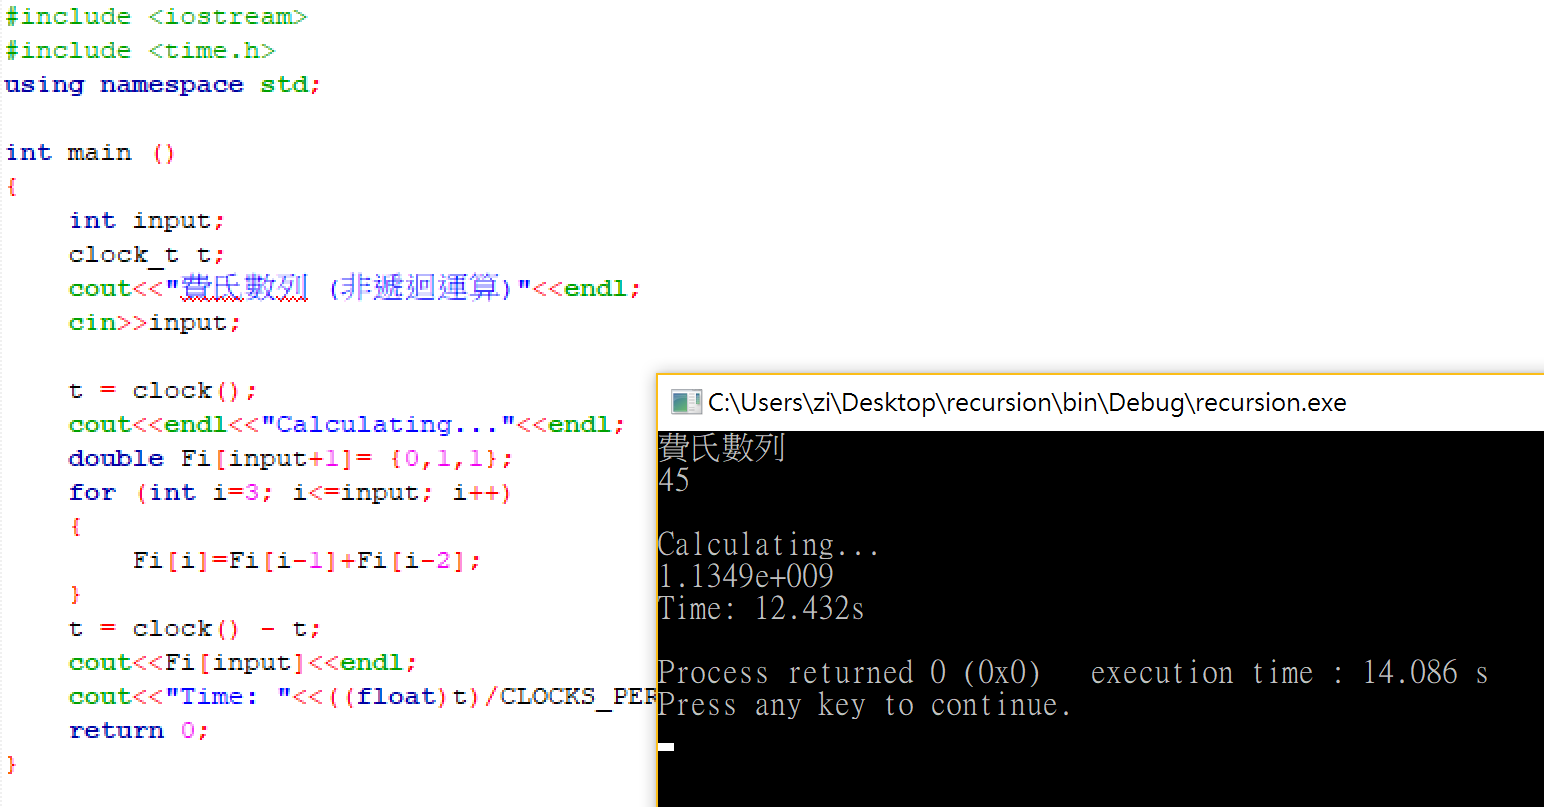 #include <iostream>
#include <time.h>
using namespace std;
int main ()
{
    int input;
    clock_t t;
    cout<<"費氏數列 (非遞迴運算)"<<endl;
    cin>>input;
    t = clock();
    cout<<endl<<"Calculating..."<<endl;
    double Fi[input+1]= {0,1,1};
    for (int i=3; i<=input; i++)
    {
        Fi[i]=Fi[i-1]+Fi[i-2];
    }
    t = clock() - t;
    cout<<Fi[input]<<endl;
    cout<<"Time: "<<((float)t)/CLOCKS_PER
    return 0;
}
C:\Users\zi\Desktop\recursion\bin\Debug\recursion.exe
費氏數列
45
Calculating...
1.1349e+009
Time: 12.432s
Process returned 0 (0x0)   execution time : 14.086 s
Press any key to continue.